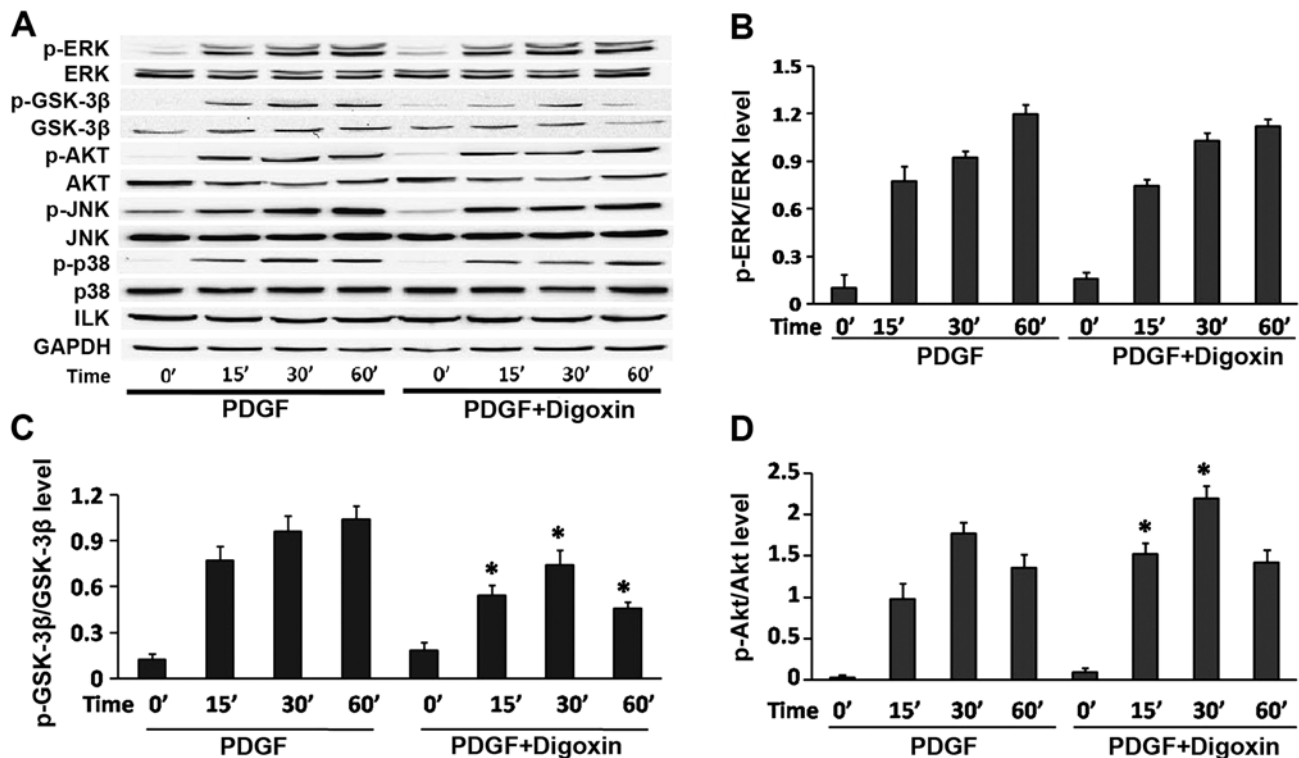 A
p-ERK
ERK
p-GSK-3β
GSK-3β
p-AKT
AKT
p-JNK
JNK
p-p38
p38
ILK
GAPDH
Time 0′ 15′ 30′ 60′ 0′ 15′ 30′ 60′
PDGF PDGF+Digoxin
B
p-ERK/ERK level
1.5
1.2
0.9
0.6
0.3
0
Time 0′ 15′ 30′ 60′ 0′ 15′ 30′ 60′
PDGF PDGF+Digoxin
C
p-GSK-3β/GSK-3β level
1.2
0.9
0.6
0.3
0
* * *
Time 0′ 15′ 30′ 60′ 0′ 15′ 30′ 60′
PDGF PDGF+Digoxin
D
p-Akt/Akt level
2.5
2
1.5
1
0.5
0
* *
Time 0′ 15′ 30′ 60′ 0′ 15′ 30′ 60′
PDGF PDGF+Digoxin